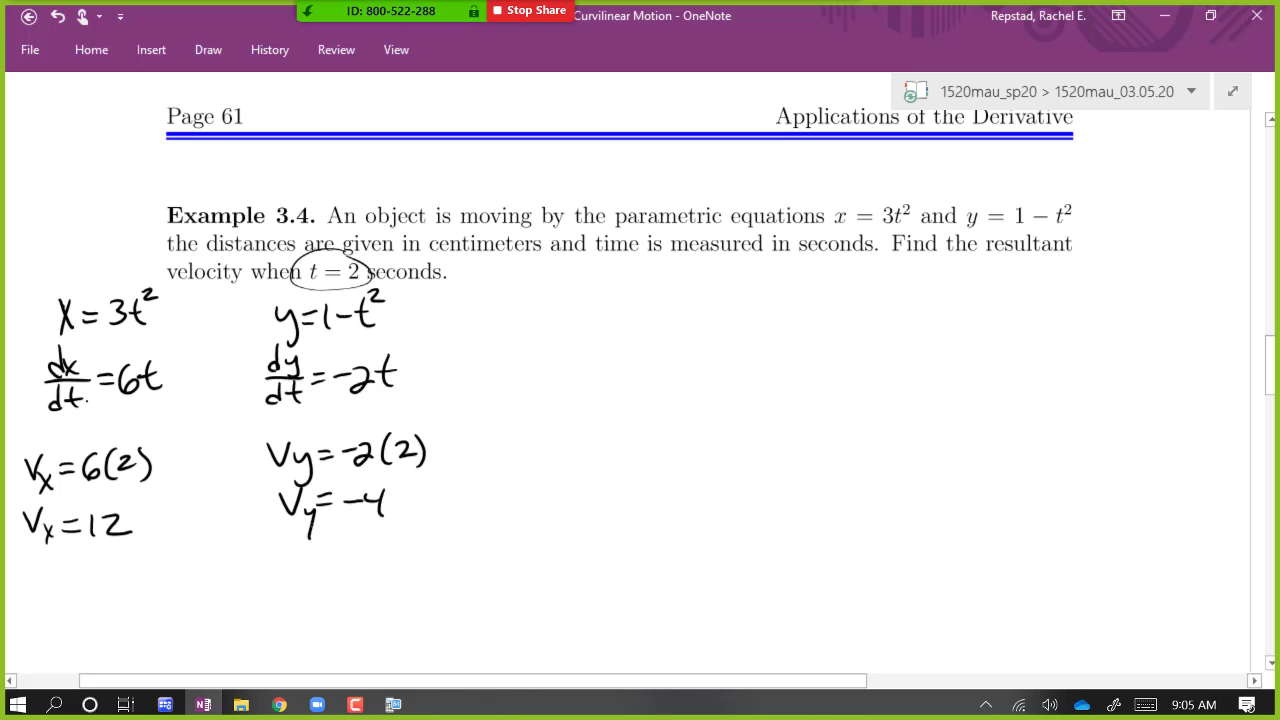 ID: 800-522-288 Stop Share
Curvilinear Motion - OneNote
Repstad, Rachel E.
File Home Insert Draw History Review View
1520mau_sp20 > 1520mau_03.05.20
Page 61 Applications of the Derivative
Example 3.4. An object is moving by the parametric equations x = 3t² and y = 1 − t²
the distances are given in centimeters and time is measured in seconds. Find the resultant
velocity when t = 2 seconds.
x = 3t² y = 1 - t²
dx/dt = 6t dy/dt = -2t
Vx = 6(2) Vy = -2(2)
Vx = 12 Vy = -4
9:05 AM